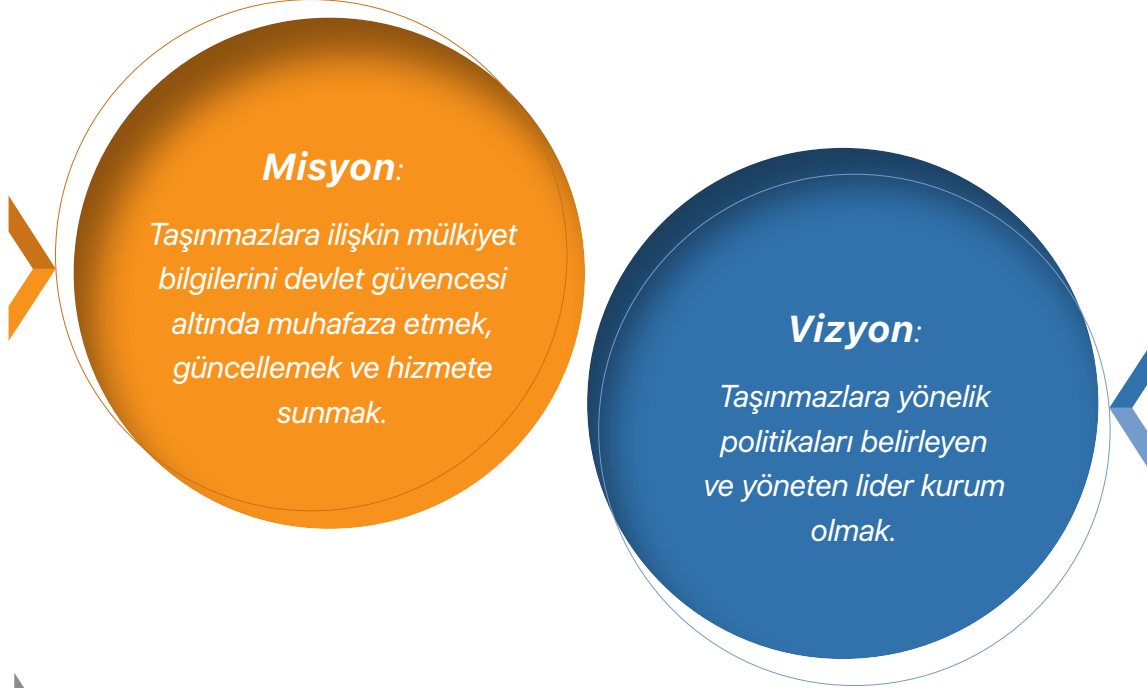 Misyon:
Taşınmazlara ilişkin mülkiyet
bilgilerini devlet güvencesi
altında muhafaza etmek,
güncellemek ve hizmete
sunmak.
Vizyon:
Taşınmazlara yönelik
politikaları belirleyen
ve yöneten lider kurum
olmak.